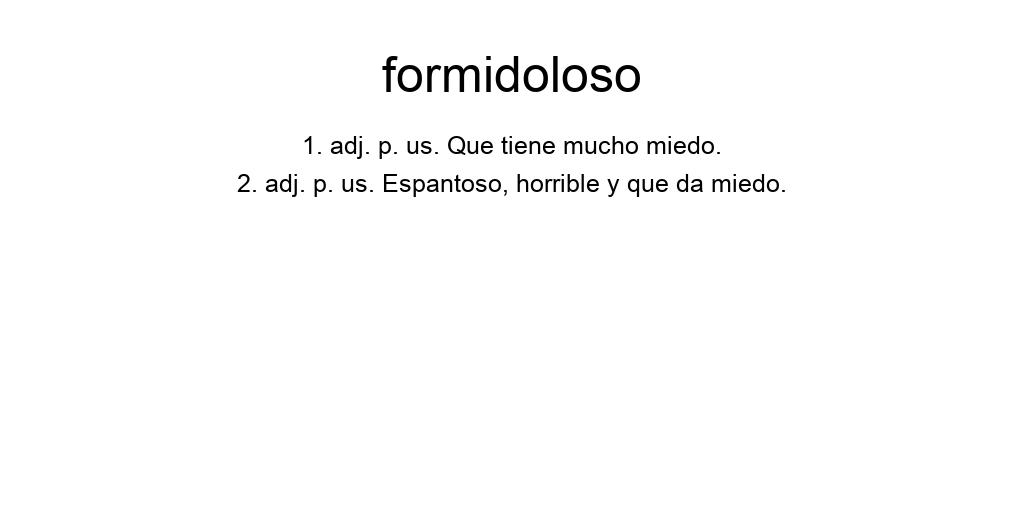 formidoloso
1. adj. p. us. Que tiene mucho miedo.
2. adj. p. us. Espantoso, horrible y que da miedo.